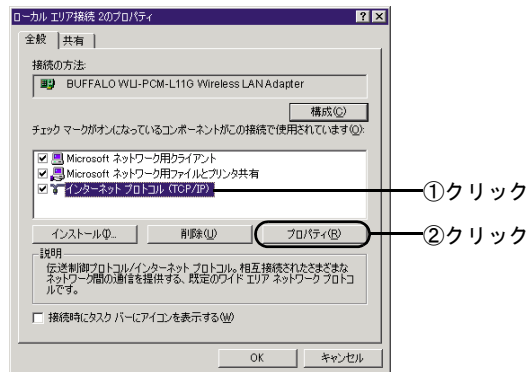 ローカル エリア接続 2のプロパティ
全般
共有
接続の方法:
BUFFALO WLI-PCM-L11G Wireless LAN Adapter
構成(C)
チェック マークがオンになっているコンポーネントがこの接続で使用されています(O):
Microsoft ネットワーク用クライアント
Microsoft ネットワーク用ファイルとプリンタ共有
インターネット プロトコル (TCP/IP)
①クリック
インストール(I)...
削除(U)
プロパティ(R)
②クリック
説明
伝送制御プロトコル/インターネット プロトコル。相互接続されたさまざまな
ネットワーク間の通信を提供する、既定のワイド エリア ネットワーク プロトコ
ルです。
接続時にタスク バーにアイコンを表示する(W)
OK
キャンセル